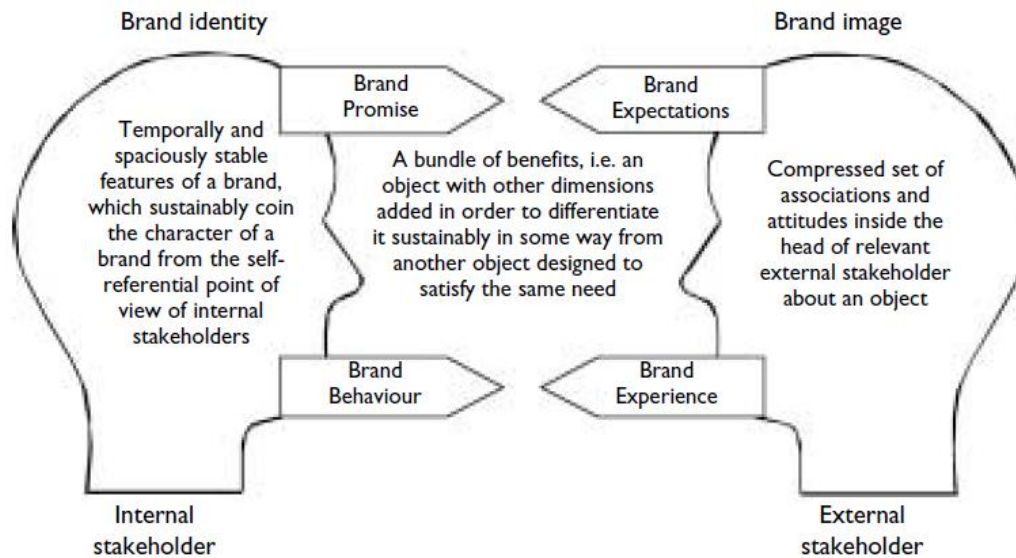 Brand identity
Brand image
Brand
Promise
Brand
Expectations
Temporally and
spaciously stable
features of a brand,
which sustainably coin
the character of a
brand from the self-
referential point of
view of internal
stakeholders
A bundle of benefits, i.e. an
object with other dimensions
added in order to differentiate
it sustainably in some way from
another object designed to
satisfy the same need
Compressed set of
associations and
attitudes inside the
head of relevant
external stakeholder
about an object
Brand
Behaviour
Brand
Experience
Internal
stakeholder
External
stakeholder